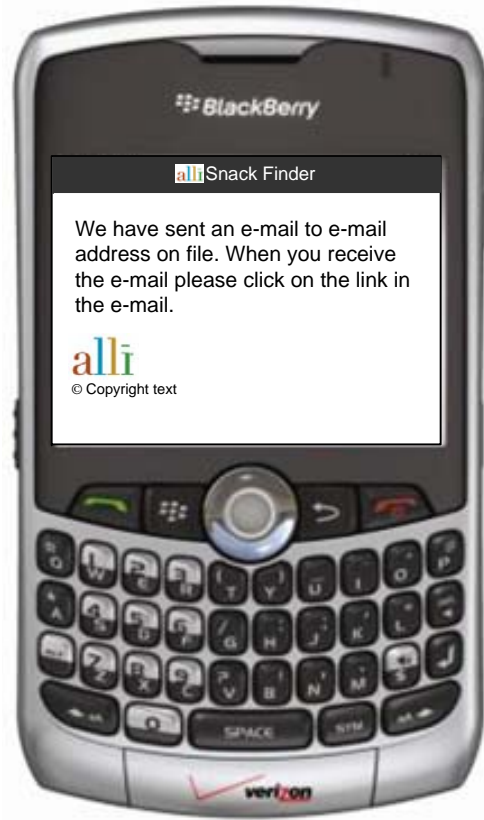 BlackBerry
alli Snack Finder
We have sent an e-mail to e-mail
address on file. When you receive
the e-mail please click on the link in
the e-mail.
alli
© Copyright text
Q W E R T Y U I O P
A S D F G H J K L
Z X C V B N M $
0 SPACE SYM
verizon